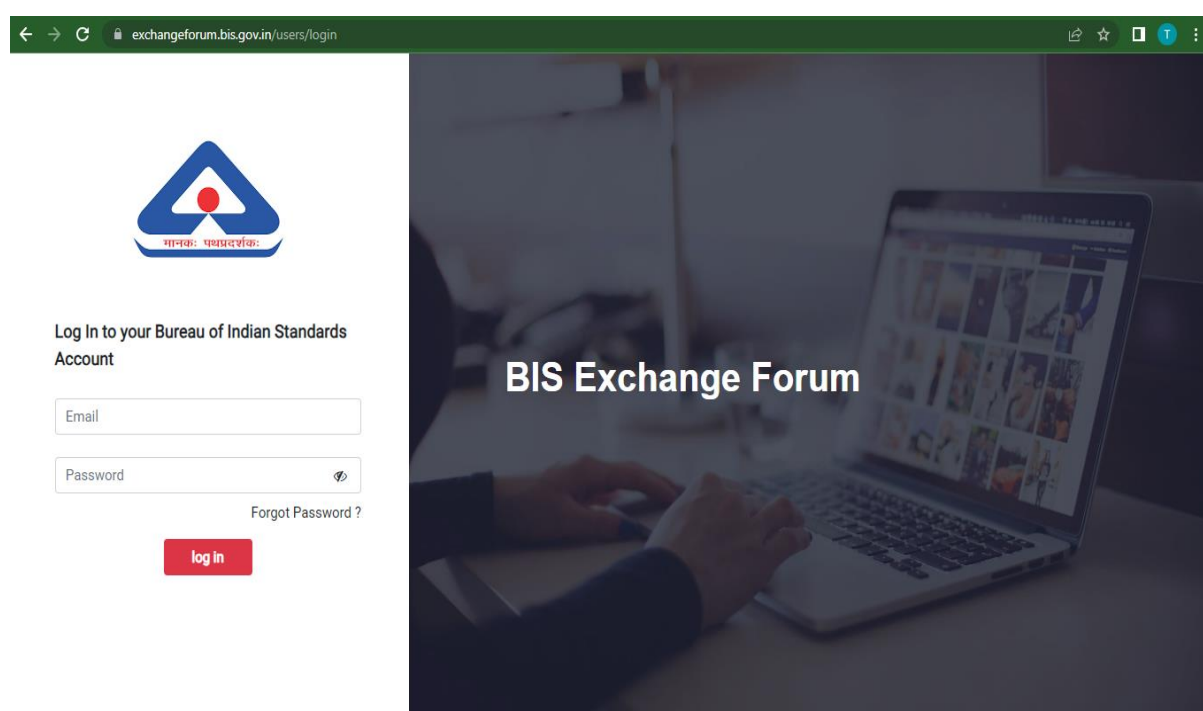 exchangeforum.bis.gov.in/users/login
T
मानक: पथप्रदर्शक:
Log In to your Bureau of Indian Standards
Account
Email
Password
Forgot Password ?
log in
BIS Exchange Forum